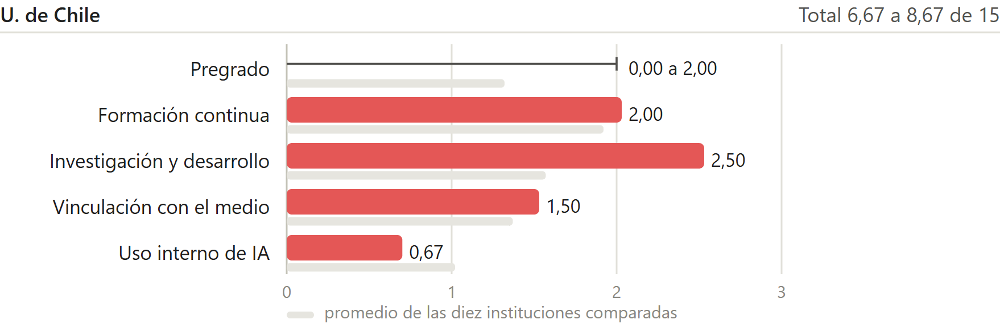 U. de Chile
Total 6,67 a 8,67 de 15
Pregrado
0,00 a 2,00
Formación continua
2,00
Investigación y desarrollo
2,50
Vinculación con el medio
1,50
Uso interno de IA
0,67
0 1 2 3
promedio de las diez instituciones comparadas